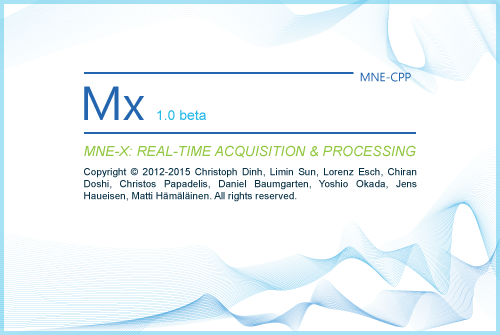 MNE-CPP
Mx 1.0 beta
MNE-X: REAL-TIME ACQUISITION & PROCESSING
Copyright © 2012-2015 Christoph Dinh, Limin Sun, Lorenz Esch, Chiran
Doshi, Christos Papadelis, Daniel Baumgarten, Yoshio Okada, Jens
Haueisen, Matti Hämäläinen. All rights reserved.